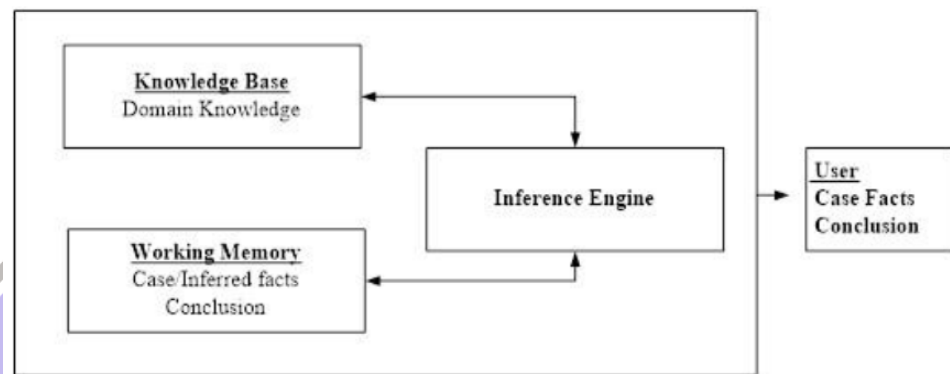 Knowledge Base
Domain Knowledge
Inference Engine
User
Case Facts
Conclusion
Working Memory
Case/Inferred facts
Conclusion